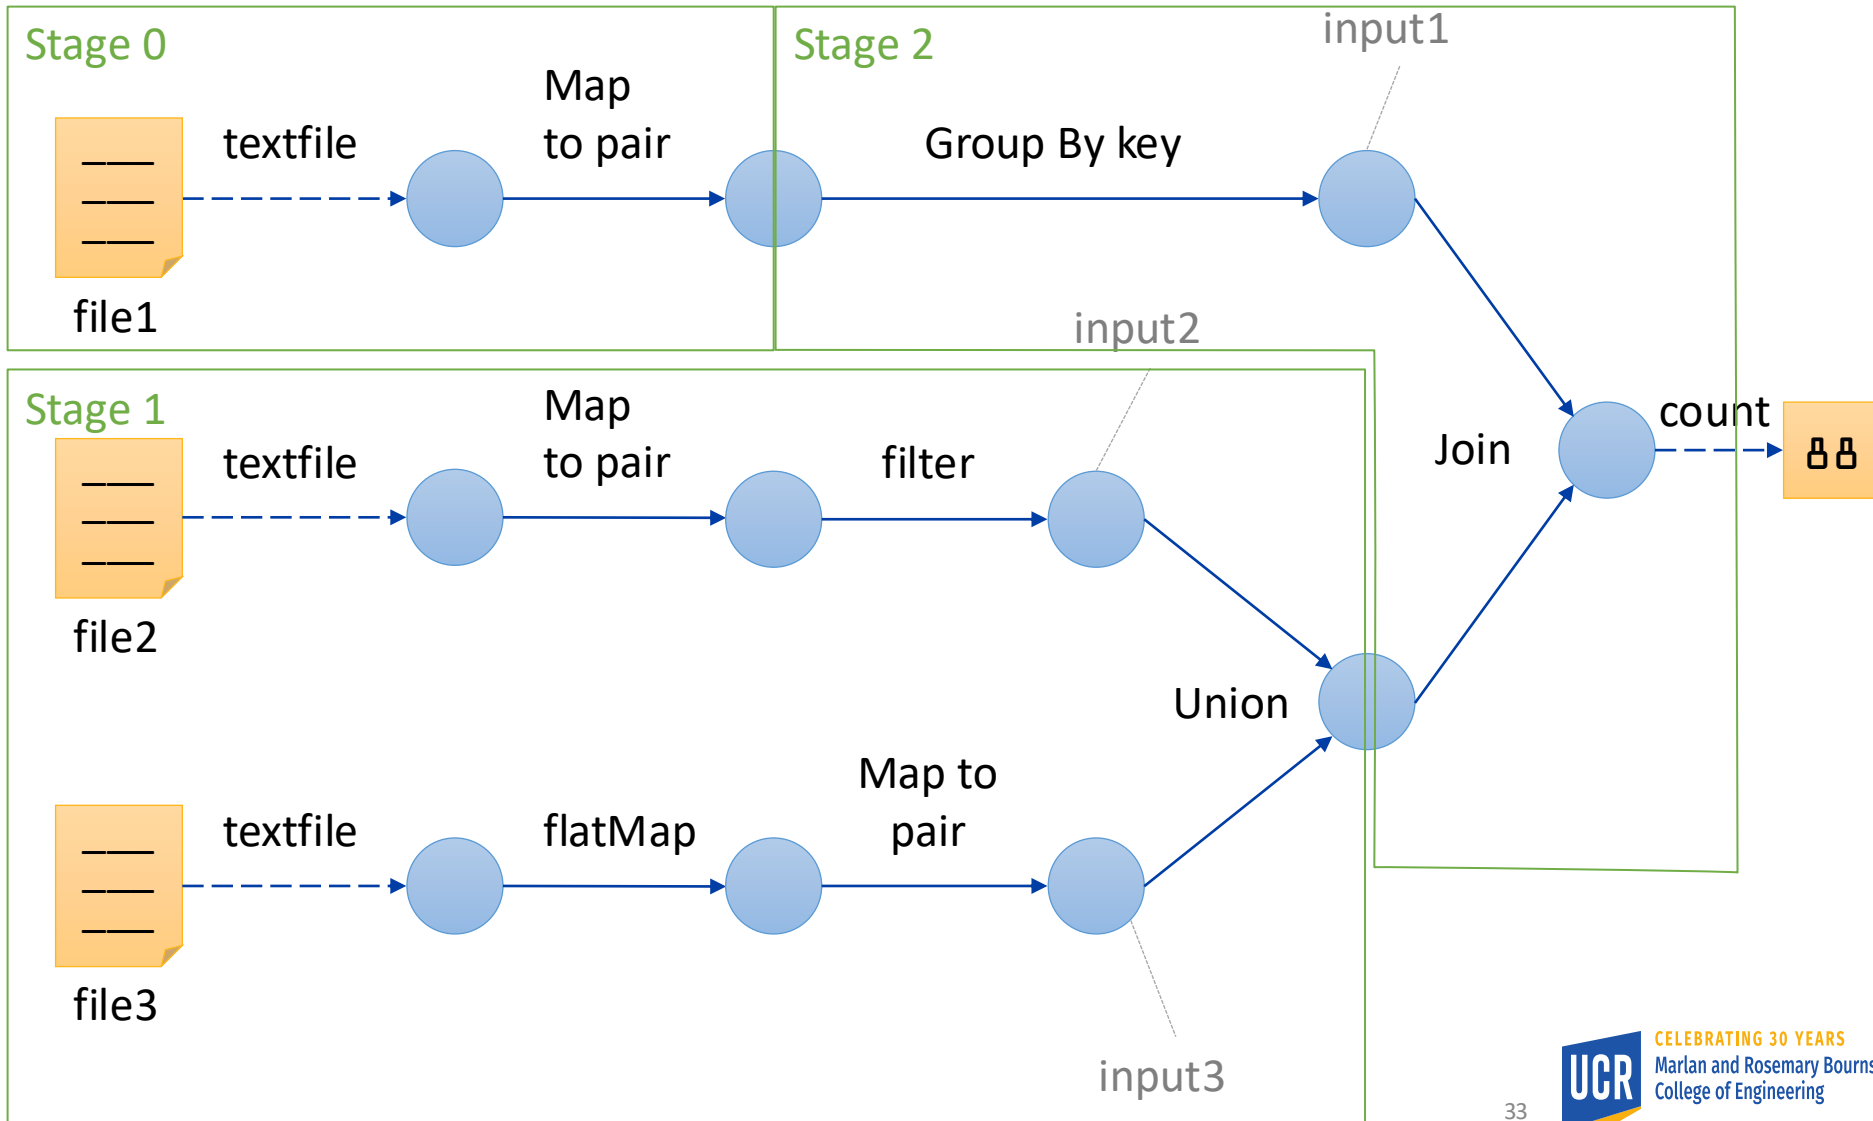 Stage 0
Stage 2
input1
Map
to pair
textfile
Group By key
file1
input2
Stage 1
Map
to pair
textfile
filter
count
Join
file2
Union
Map to
pair
textfile
flatMap
file3
input3
CELEBRATING 30 YEARS
UCR
Marlan and Rosemary Bourns
College of Engineering
33